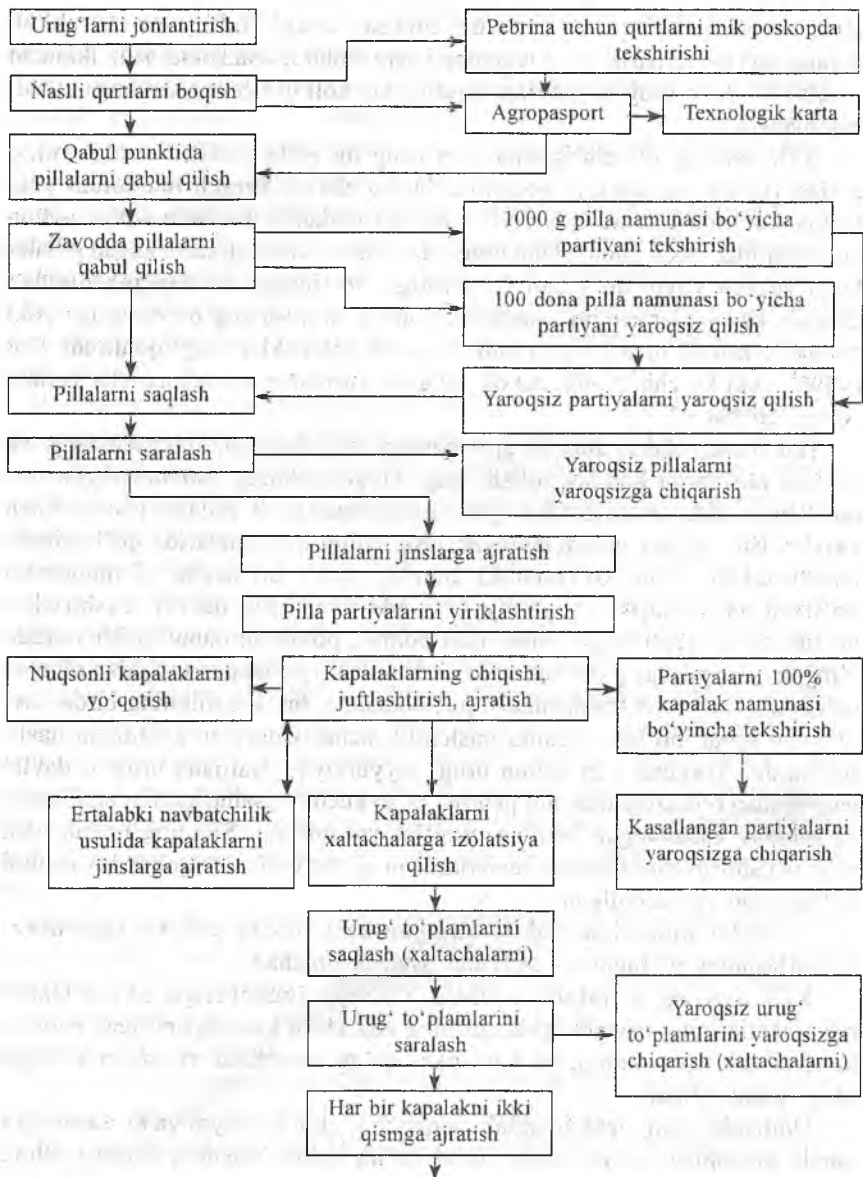 Urug'larni jonlantirish
Pebrina uchun qurtlarni mik poskopda
tekshirishi
Naslli qurtlarni boqish
Agropasport
Texnologik karta
Qabul punktida
pillalarni qabul qilish
1000 g pilla namunasi bo'yicha
partiyani tekshirish
Zavodda pillalarni
qabul qilish
100 dona pilla namunasi bo'yicha
partiyani yaroqsiz qilish
Pillalarni saqlash
Yaroqsiz partiyalarni yaroqsiz qilish
Pillalarni saralash
Yaroqsiz pillalarni
yaroqsizga chiqarish
Pillalarni jinslarga ajratish
Pilla partiyalarini yiriklashtirish
Nuqsonli kapalaklarni
yo'qotish
Kapalaklarning chiqishi,
juftlashtirish, ajratish
Partiyalarni 100%
kapalak namunasi
bo'yincha tekshirish
Ertalabki navbatchilik
usulida kapalaklarni
jinslarga ajratish
Kapalaklarni
xaltachalarga izolatsiya
qilish
Kasallangan partiyalarni
yaroqsizga chiqarish
Urug' to'plamlarini
saqlash (xaltachalarni)
Urug' to'plamlarini
saralash
Yaroqsiz urug'
to'plamlarini yaroqsizga
chiqarish (xaltachalarni)
Har bir kapalakni ikki
qismga ajratish